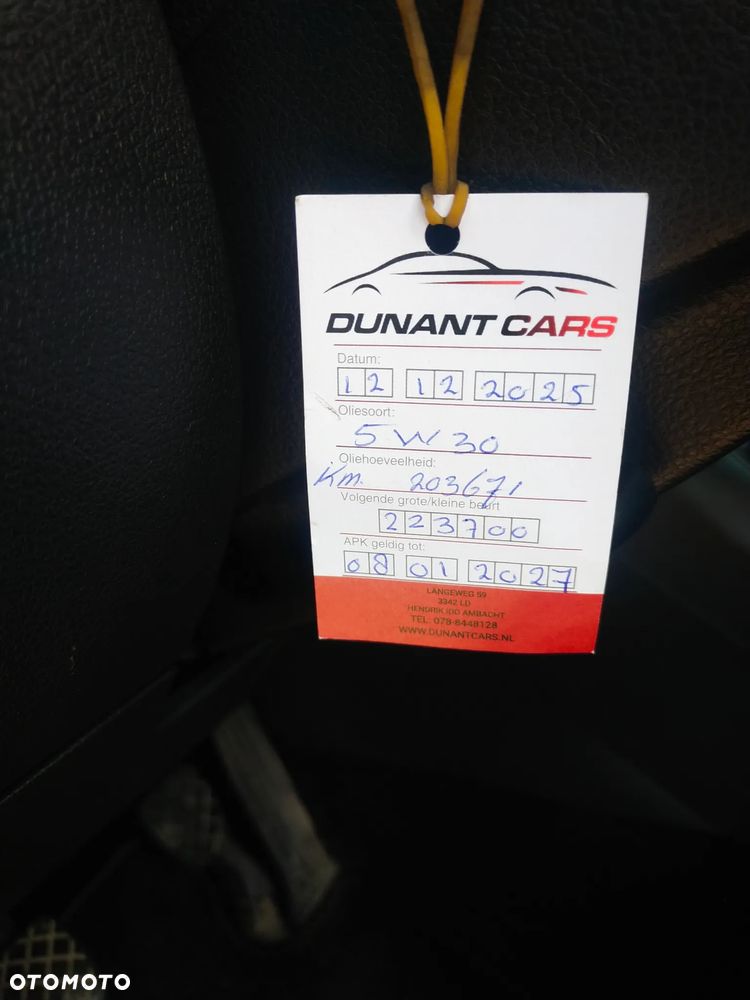 DUNANT CARS
Datum:
12 12 2025
Oliesoort:
5W30
Oliehoeveelheid:
Km. 203671
Volgende grote/kleine beurt
223700
APK geldig tot:
08 01 2027
LANGEWEG 59
3342 LD
HENDRIK IDO AMBACHT
TEL: 078-8448128
WWW.DUNANTCARS.NL
OTOMOTO